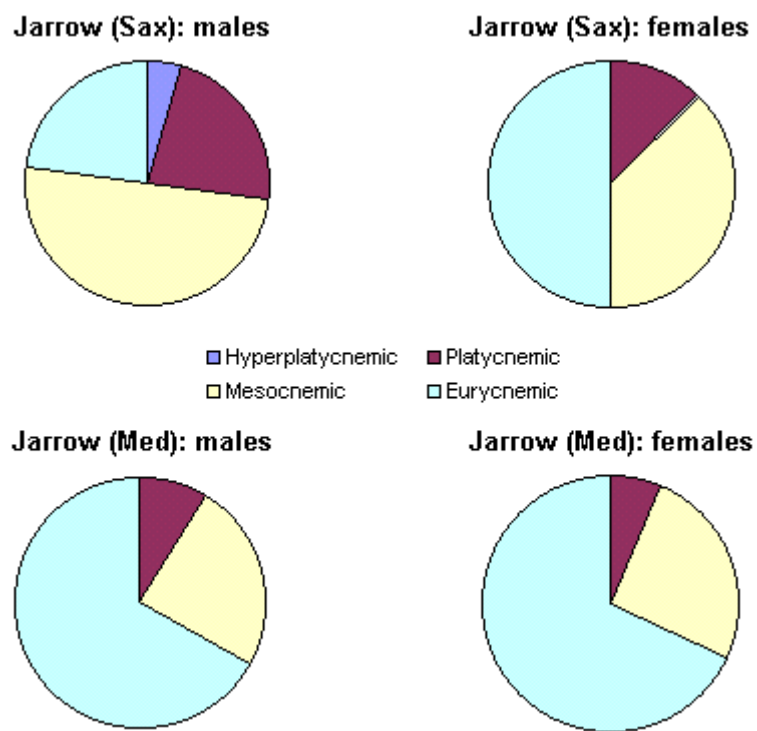 Jarrow (Sax): males
Jarrow (Sax): females
Hyperplatycnemic
Platycnemic
Mesocnemic
Eurycnemic
Jarrow (Med): males
Jarrow (Med): females